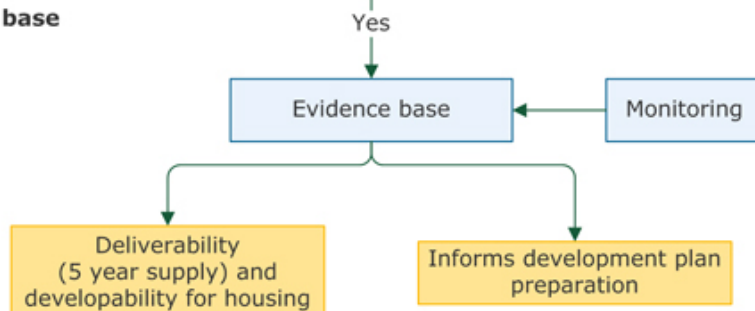 base
Yes
Evidence base
Monitoring
Deliverability
(5 year supply) and
developability for housing
Informs development plan
preparation